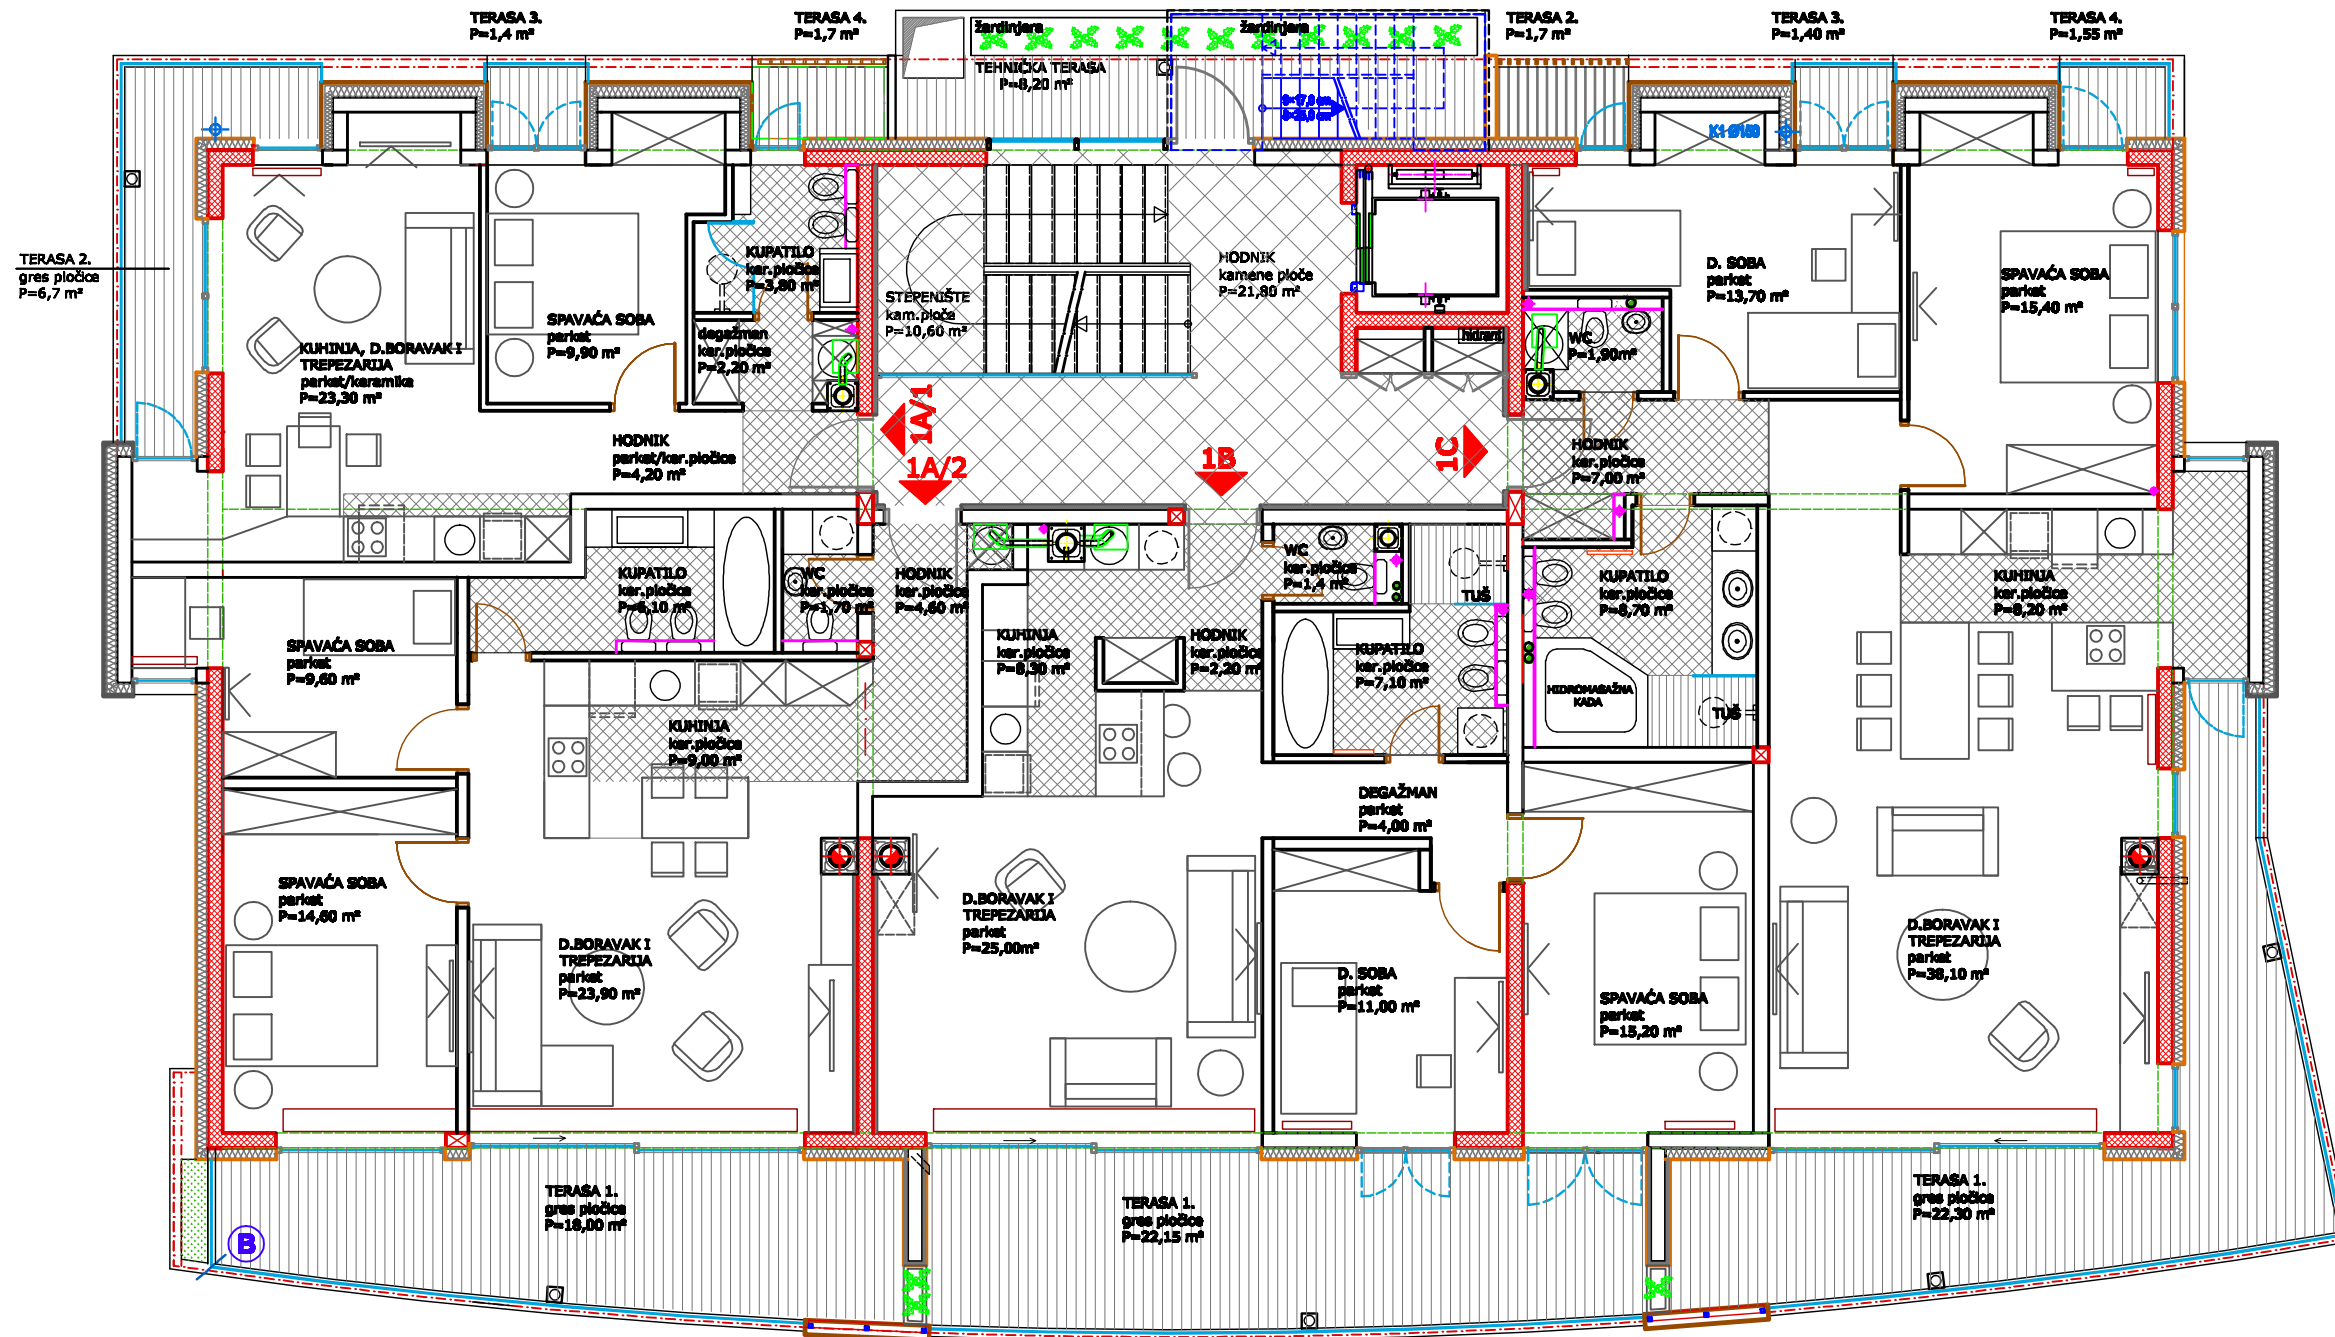 TERASA 3.
P=1,4 m²
TERASA 4.
P=1,7 m²
žardinjera
žardinjera
TEHNIČKA TERASA
P=8,20 m²
TERASA 2.
P=1,7 m²
TERASA 3.
P=1,40 m²
TERASA 4.
P=1,55 m²
K1 Ø150
TERASA 2.
gres pločice
P=6,7 m²
KUHINJA, D.BORAVAK I
TREPEZARIJA
parket/keramika
P=23,30 m²
SPAVAĆA SOBA
parket
P=9,90 m²
KUPATILO
ker.pločice
P=3,80 m²
degažman
ker.pločice
P=2,20 m²
STEPENIŠTE
kam.ploče
P=10,60 m²
HODNIK
kamene ploče
P=21,80 m²
hidrant
WC
P=1,90m²
D. SOBA
parket
P=13,70 m²
SPAVAĆA SOBA
parket
P=15,40 m²
HODNIK
parket/ker.pločice
P=4,20 m²
1A/1
1A/2
1B
1C
HODNIK
ker.pločice
P=7,00 m²
KUPATILO
ker.pločice
P=6,10 m²
WC
ker.pločice
P=1,70 m²
HODNIK
ker.pločice
P=4,60 m²
WC
ker.pločice
P=1,4 m²
TUŠ
KUPATILO
ker.pločice
P=8,70 m²
KUHINJA
ker.pločice
P=8,20 m²
SPAVAĆA SOBA
parket
P=9,60 m²
KUHINJA
ker.pločice
P=8,30 m²
HODNIK
ker.pločice
P=2,20 m²
KUPATILO
ker.pločice
P=7,10 m²
HIDROMASAŽNA
KADA
TUŠ
KUHINJA
ker.pločice
P=9,00 m²
DEGAŽMAN
parket
P=4,00 m²
SPAVAĆA SOBA
parket
P=14,60 m²
D.BORAVAK I
TREPEZARIJA
parket
P=23,90 m²
D.BORAVAK I
TREPEZARIJA
parket
P=25,00m²
D. SOBA
parket
P=11,00 m²
SPAVAĆA SOBA
parket
P=15,20 m²
D.BORAVAK I
TREPEZARIJA
parket
P=38,10 m²
TERASA 1.
gres pločice
P=18,00 m²
TERASA 1.
gres pločice
P=22,15 m²
TERASA 1.
gres pločice
P=22,30 m²
B